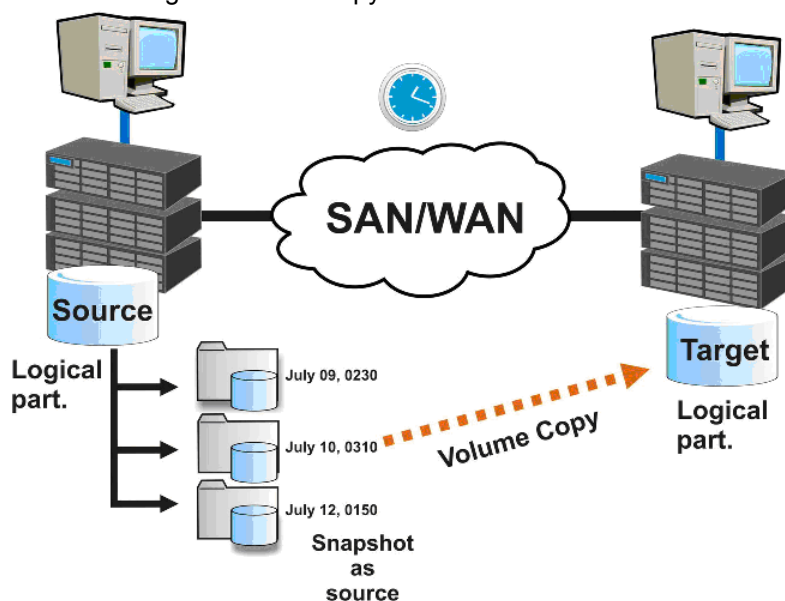 SAN/WAN
Source
Logical
part.
July 09, 0230
July 10, 0310
July 12, 0150
Snapshot
as
source
Volume Copy
Target
Logical
part.